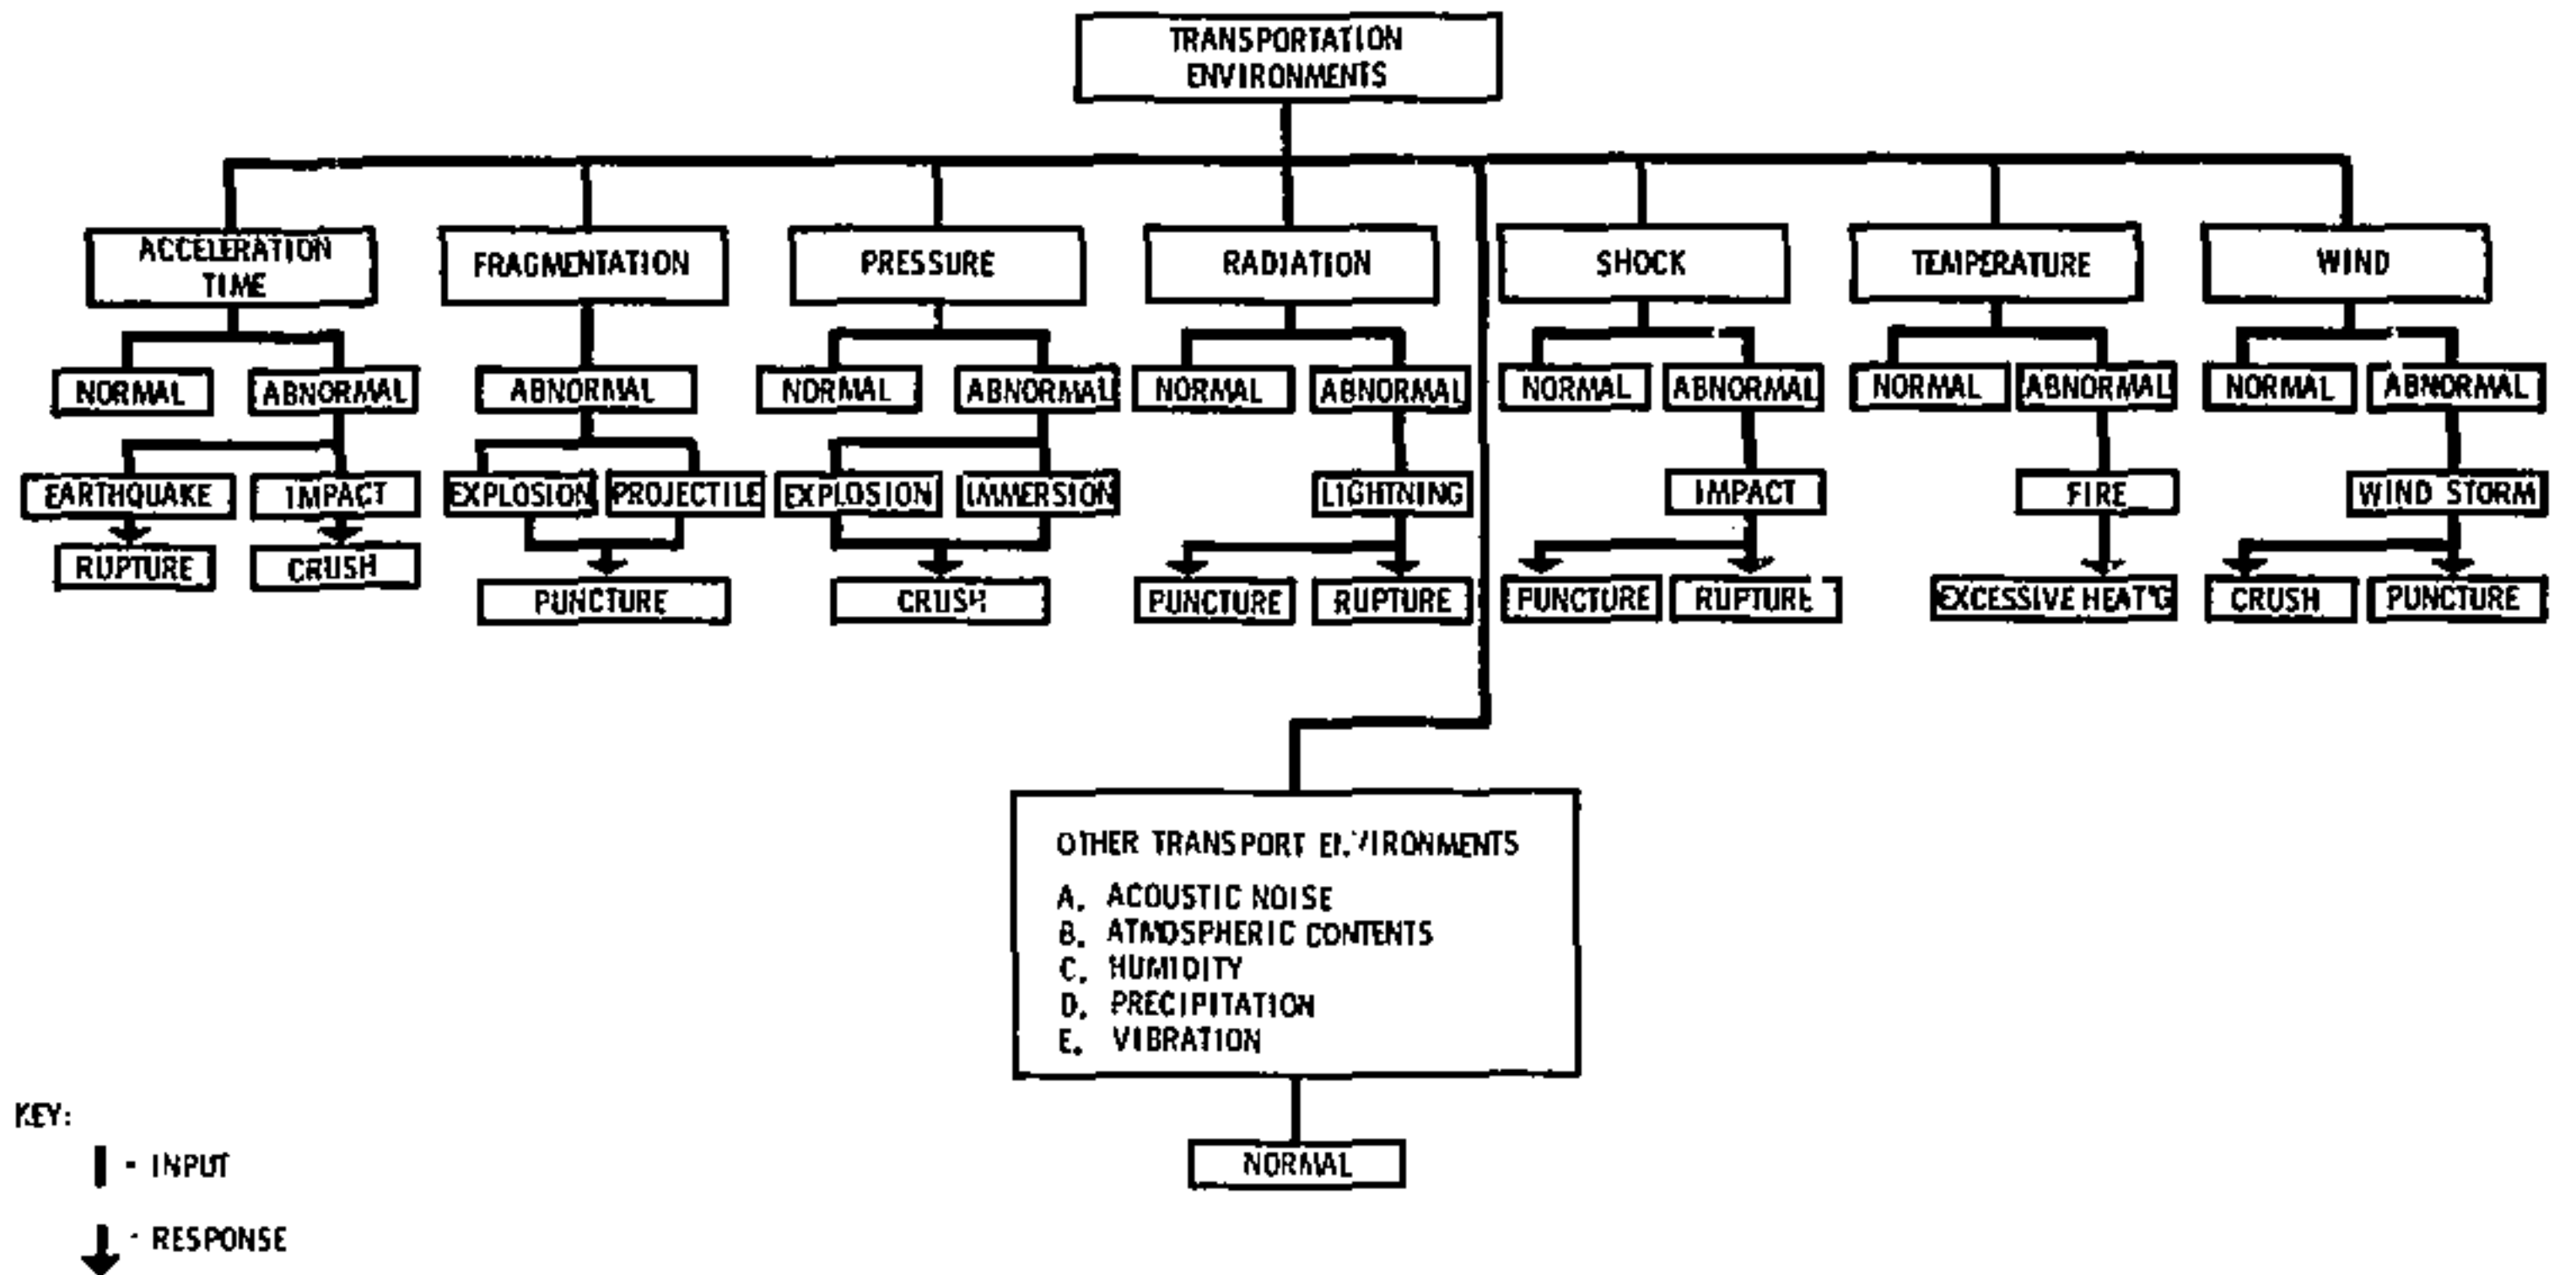 TRANSPORTATION
ENVIRONMENTS
ACCELERATION
TIME
FRAGMENTATION
PRESSURE
RADIATION
SHOCK
TEMPERATURE
WIND
NORMAL
ABNORMAL
ABNORMAL
NORMAL
ABNORMAL
NORMAL
ABNORMAL
NORMAL
ABNORMAL
NORMAL
ABNORMAL
NORMAL
ABNORMAL
EARTHQUAKE
IMPACT
EXPLOSION
PROJECTILE
EXPLOSION
IMMERSION
LIGHTNING
IMPACT
FIRE
WIND STORM
RUPTURE
CRUSH
PUNCTURE
CRUSH
PUNCTURE
RUPTURE
PUNCTURE
RUPTURE
EXCESSIVE HEAT'G
CRUSH
PUNCTURE
OTHER TRANSPORT ENVIRONMENTS
A. ACOUSTIC NOISE
B. ATMOSPHERIC CONTENTS
C. HUMIDITY
D. PRECIPITATION
E. VIBRATION
NORMAL
KEY:
- INPUT
- RESPONSE